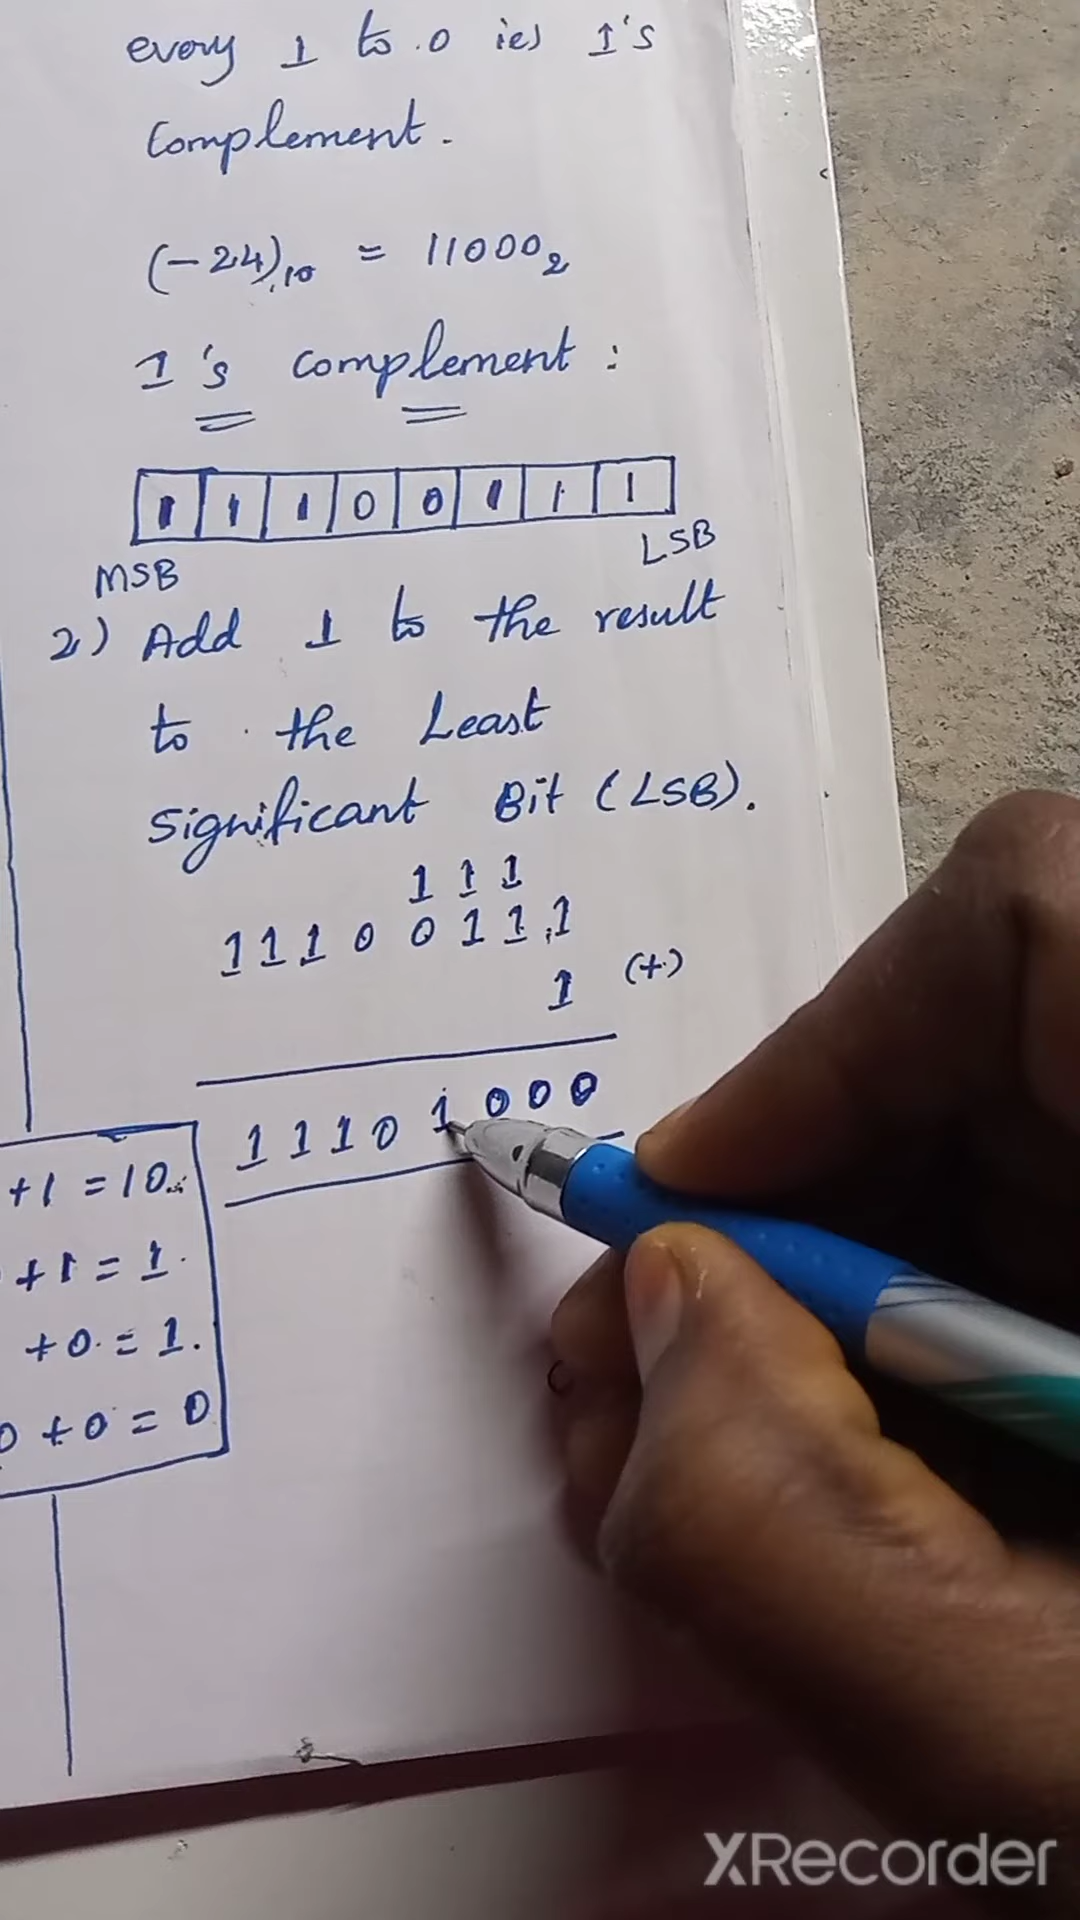 every 1 to 0 ie) 1's
complement.
(-24)10 = 110002
1's complement :
1 1 1 0 0 1 1 1
MSB LSB
2) Add 1 to the result
to the Least
significant Bit (LSB).
1 1 1
1 1 1 0 0 1 1 1
1 (+)
1 1 1 0 1 0 0 0
+1 = 10.
+1 = 1.
+0 = 1.
0+0 = 0
XRecorder